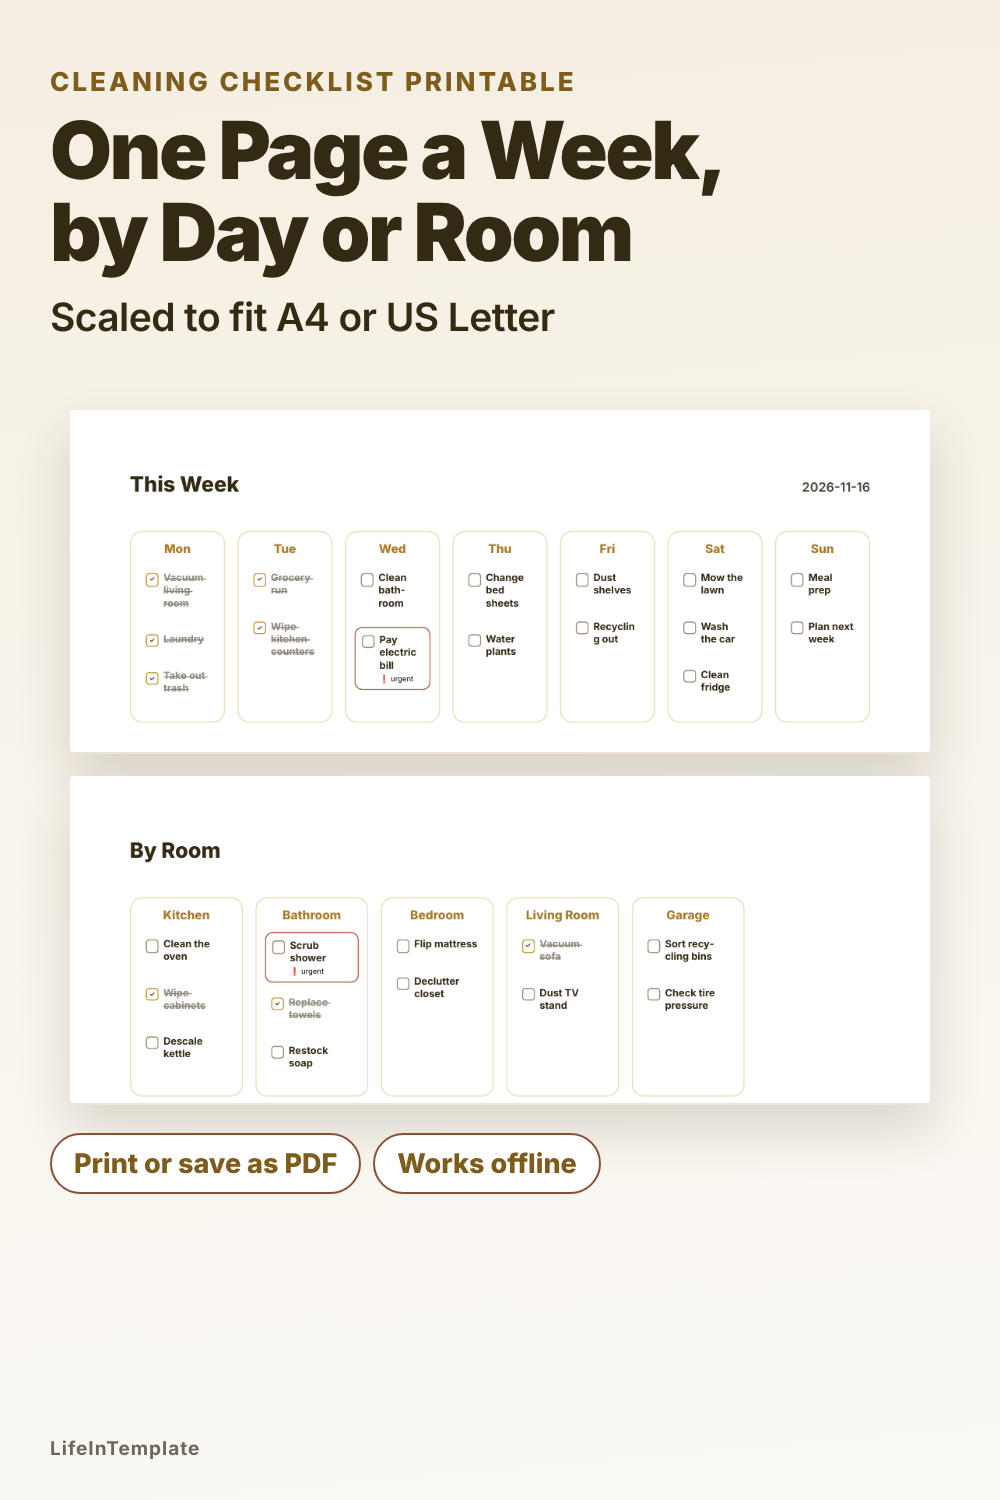 CLEANING CHECKLIST PRINTABLE
One Page a Week,
by Day or Room
Scaled to fit A4 or US Letter
This Week
2026-11-16
Mon
Vacuum
living
room
Laundry
Take out
trash
Tue
Grocery
run
Wipe
kitchen
counters
Wed
Clean
bath-
room
Pay
electric
bill
❗ urgent
Thu
Change
bed
sheets
Water
plants
Fri
Dust
shelves
Recyclin
g out
Sat
Mow the
lawn
Wash
the car
Clean
fridge
Sun
Meal
prep
Plan next
week
By Room
Kitchen
Clean the
oven
Wipe
cabinets
Descale
kettle
Bathroom
Scrub
shower
❗ urgent
Replace
towels
Restock
soap
Bedroom
Flip mattress
Declutter
closet
Living Room
Vacuum
sofa
Dust TV
stand
Garage
Sort recy-
cling bins
Check tire
pressure
Print or save as PDF
Works offline
LifeInTemplate